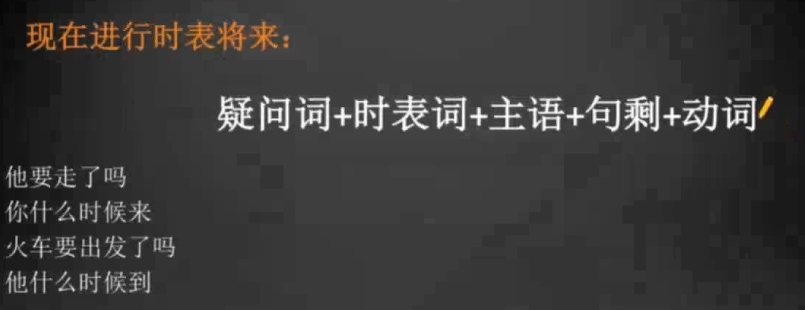 现在进行时表将来：
疑问词+时表词+主语+句剩+动词
他要走了吗
你什么时候来
火车要出发了吗
他什么时候到